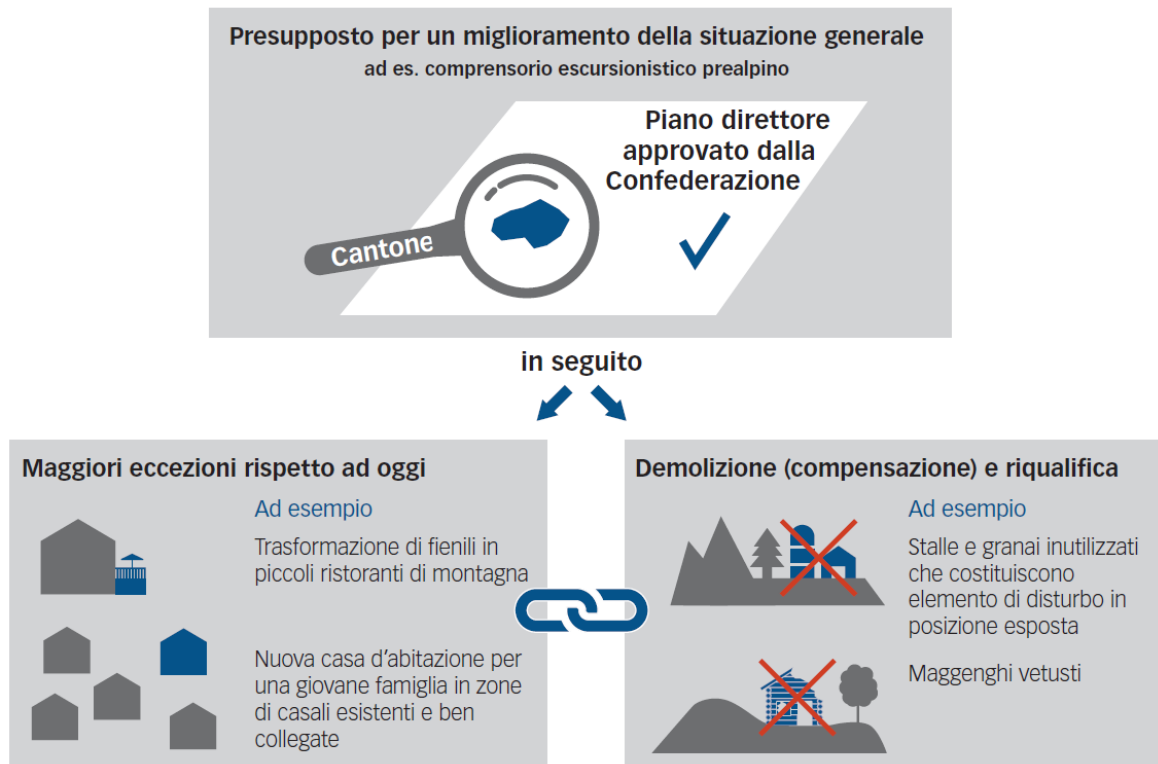 Presupposto per un miglioramento della situazione generale
ad es. comprensorio escursionistico prealpino
Piano direttore
approvato dalla
Confederazione
Cantone
in seguito
Maggiori eccezioni rispetto ad oggi
Ad esempio
Trasformazione di fienili in
piccoli ristoranti di montagna
Nuova casa d'abitazione per
una giovane famiglia in zone
di casali esistenti e ben
collegate
Demolizione (compensazione) e riqualifica
Ad esempio
Stalle e granai inutilizzati
che costituiscono
elemento di disturbo in
posizione esposta
Maggenghi vetusti